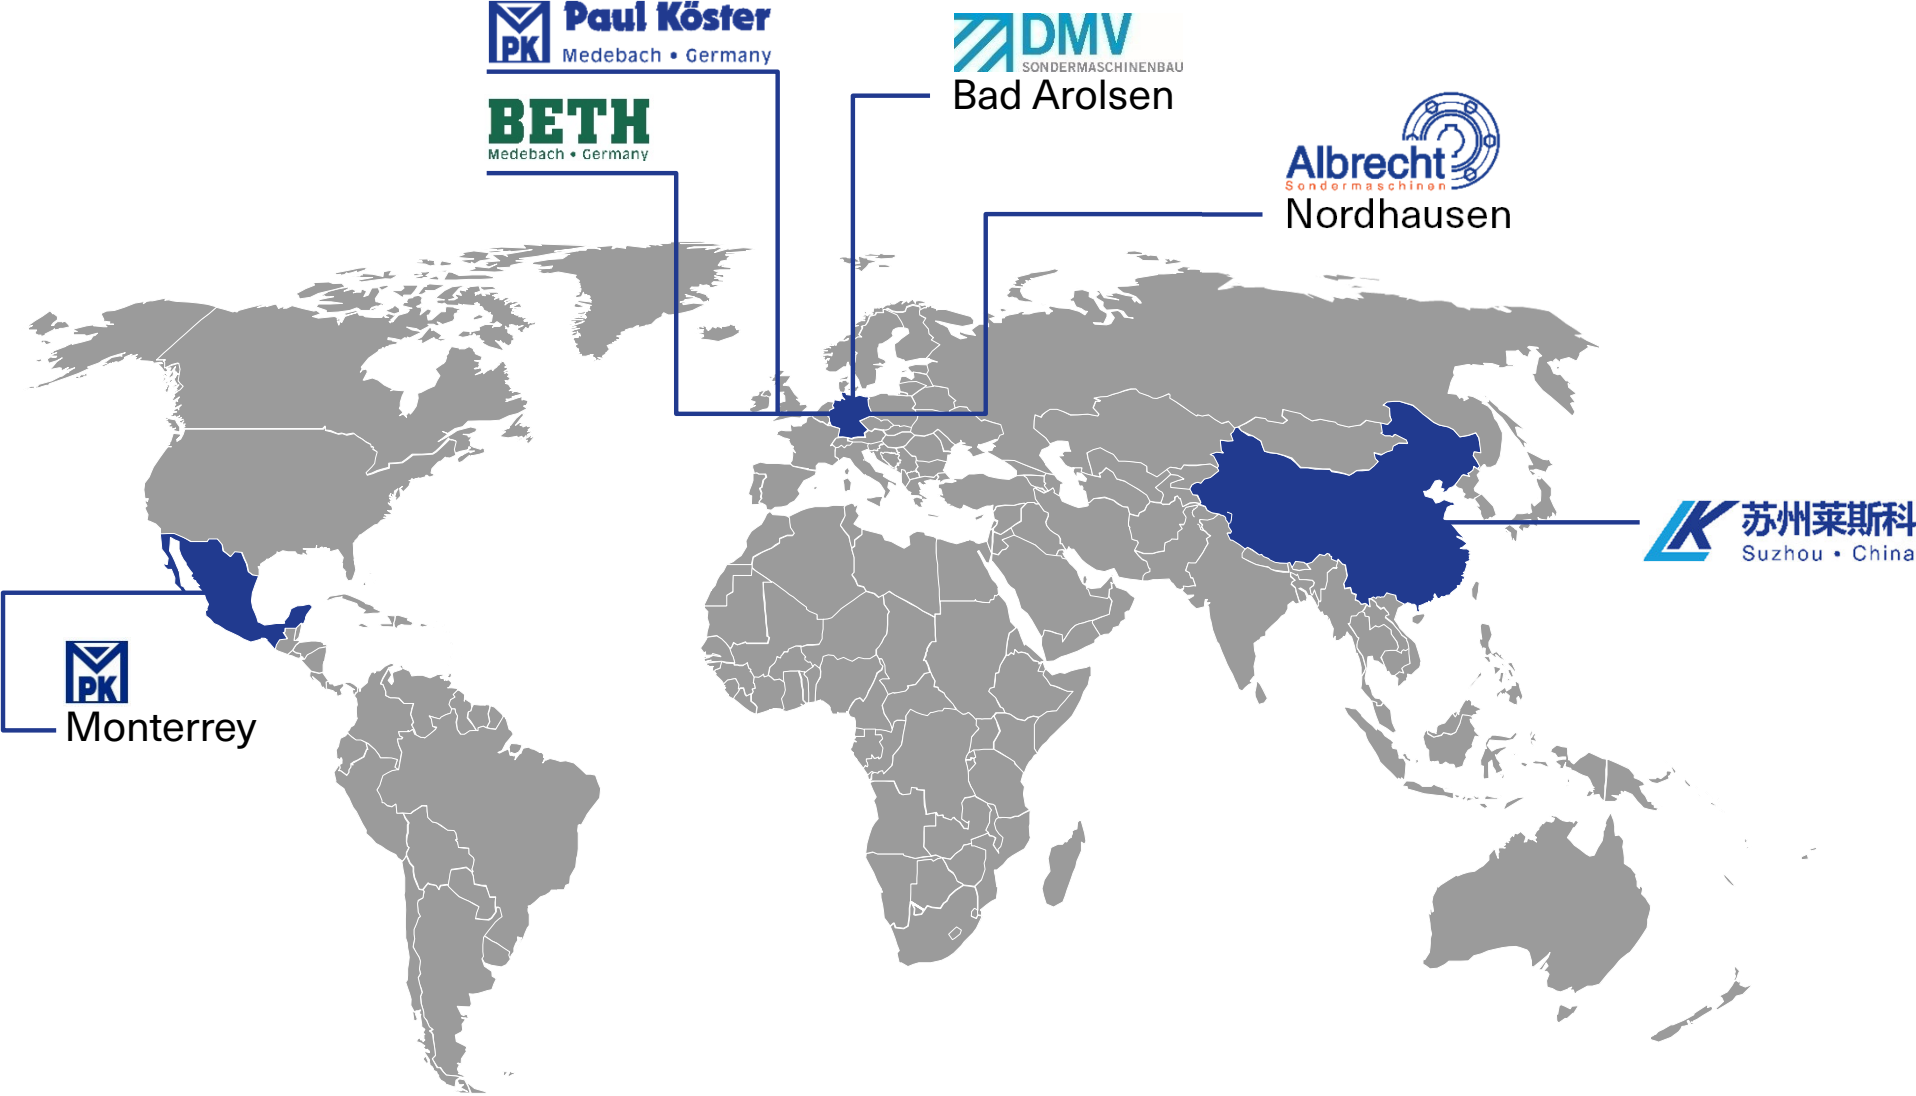 PK
Paul Köster
Medebach • Germany
BETH
Medebach • Germany
DMV
SONDERMASCHINENBAU
Bad Arolsen
Albrecht
Sondermaschinen
Nordhausen
LK 苏州莱斯科
Suzhou • China
PK
Monterrey